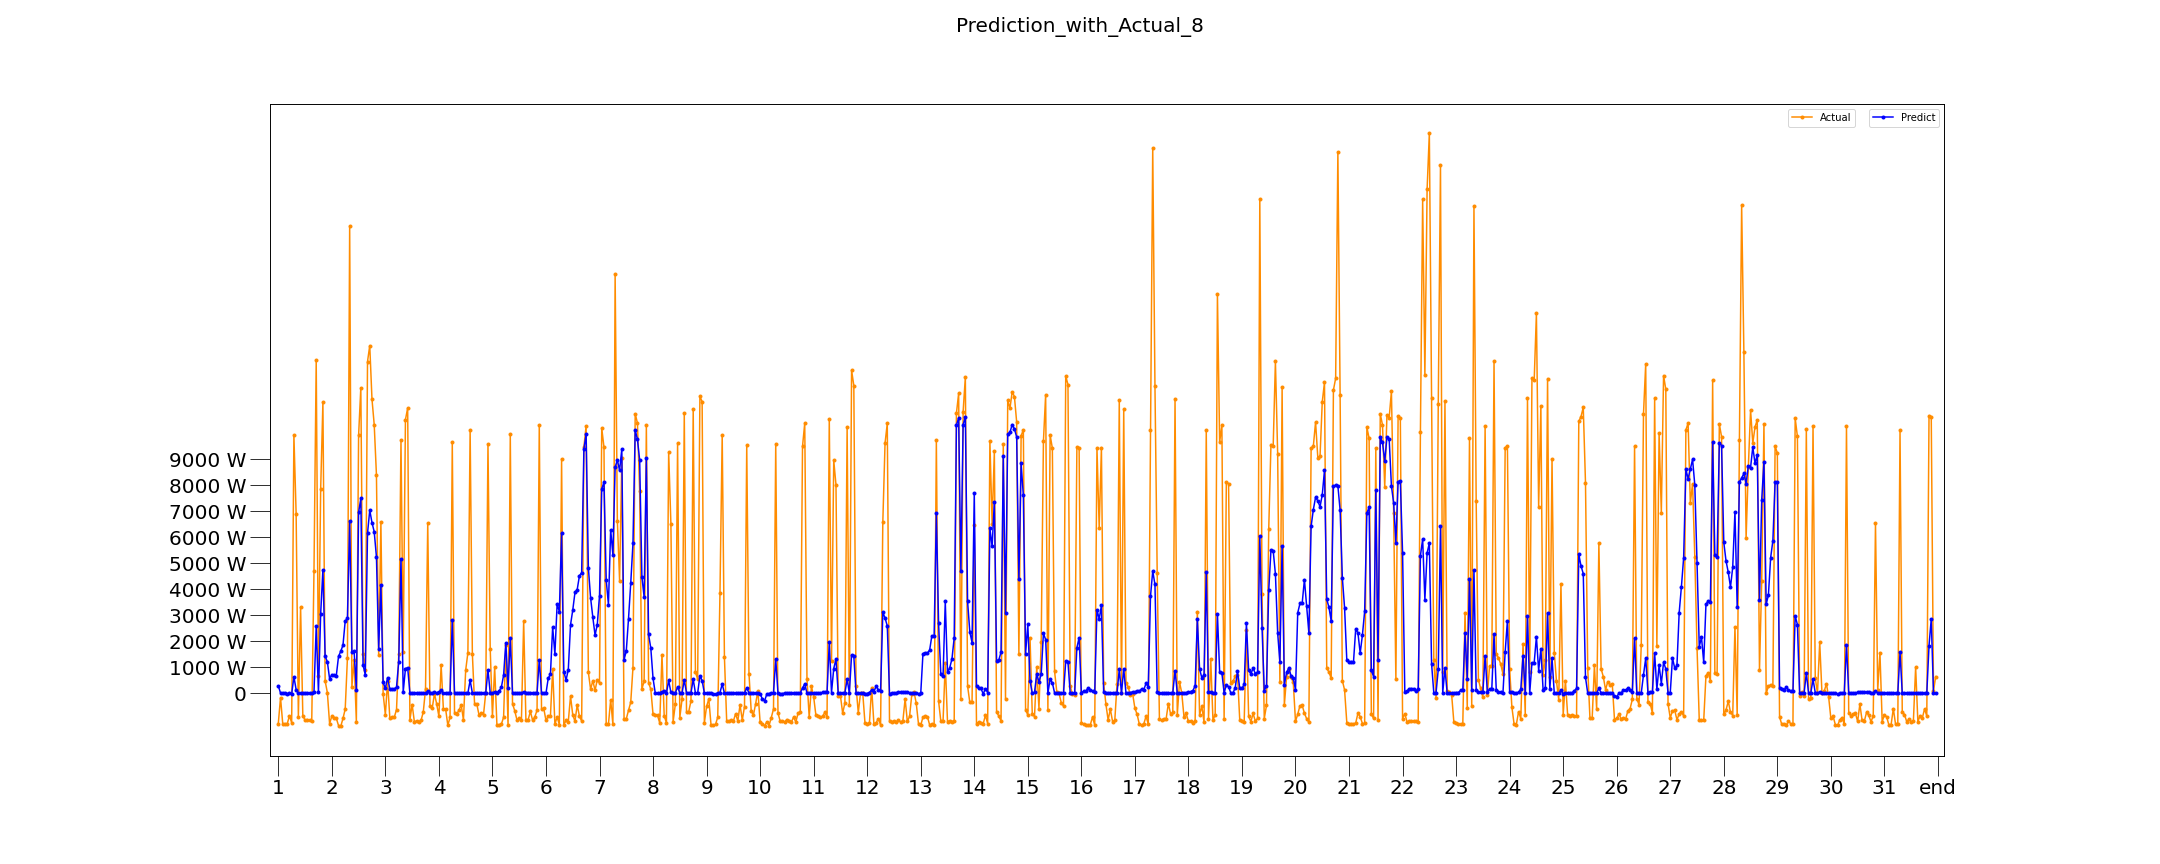 Prediction_with_Actual_8
Actual Predict
9000 W
8000 W
7000 W
6000 W
5000 W
4000 W
3000 W
2000 W
1000 W
0
1 2 3 4 5 6 7 8 9 10 11 12 13 14 15 16 17 18 19 20 21 22 23 24 25 26 27 28 29 30 31 end